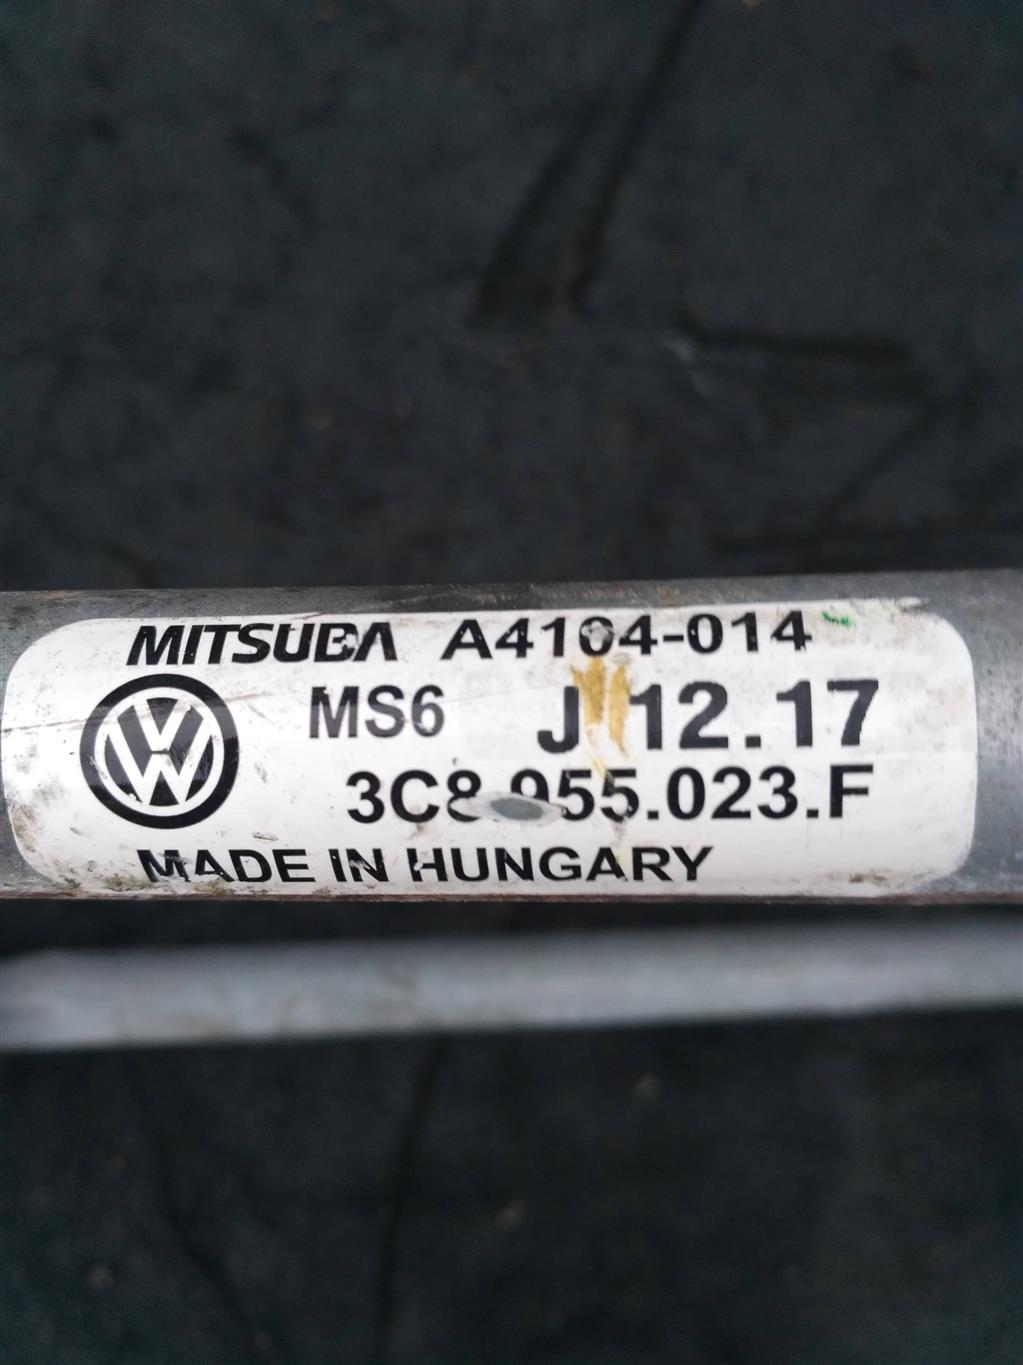 MITSUBA A4104-014
MS6 J 12.17
3C8.955.023.F
MADE IN HUNGARY